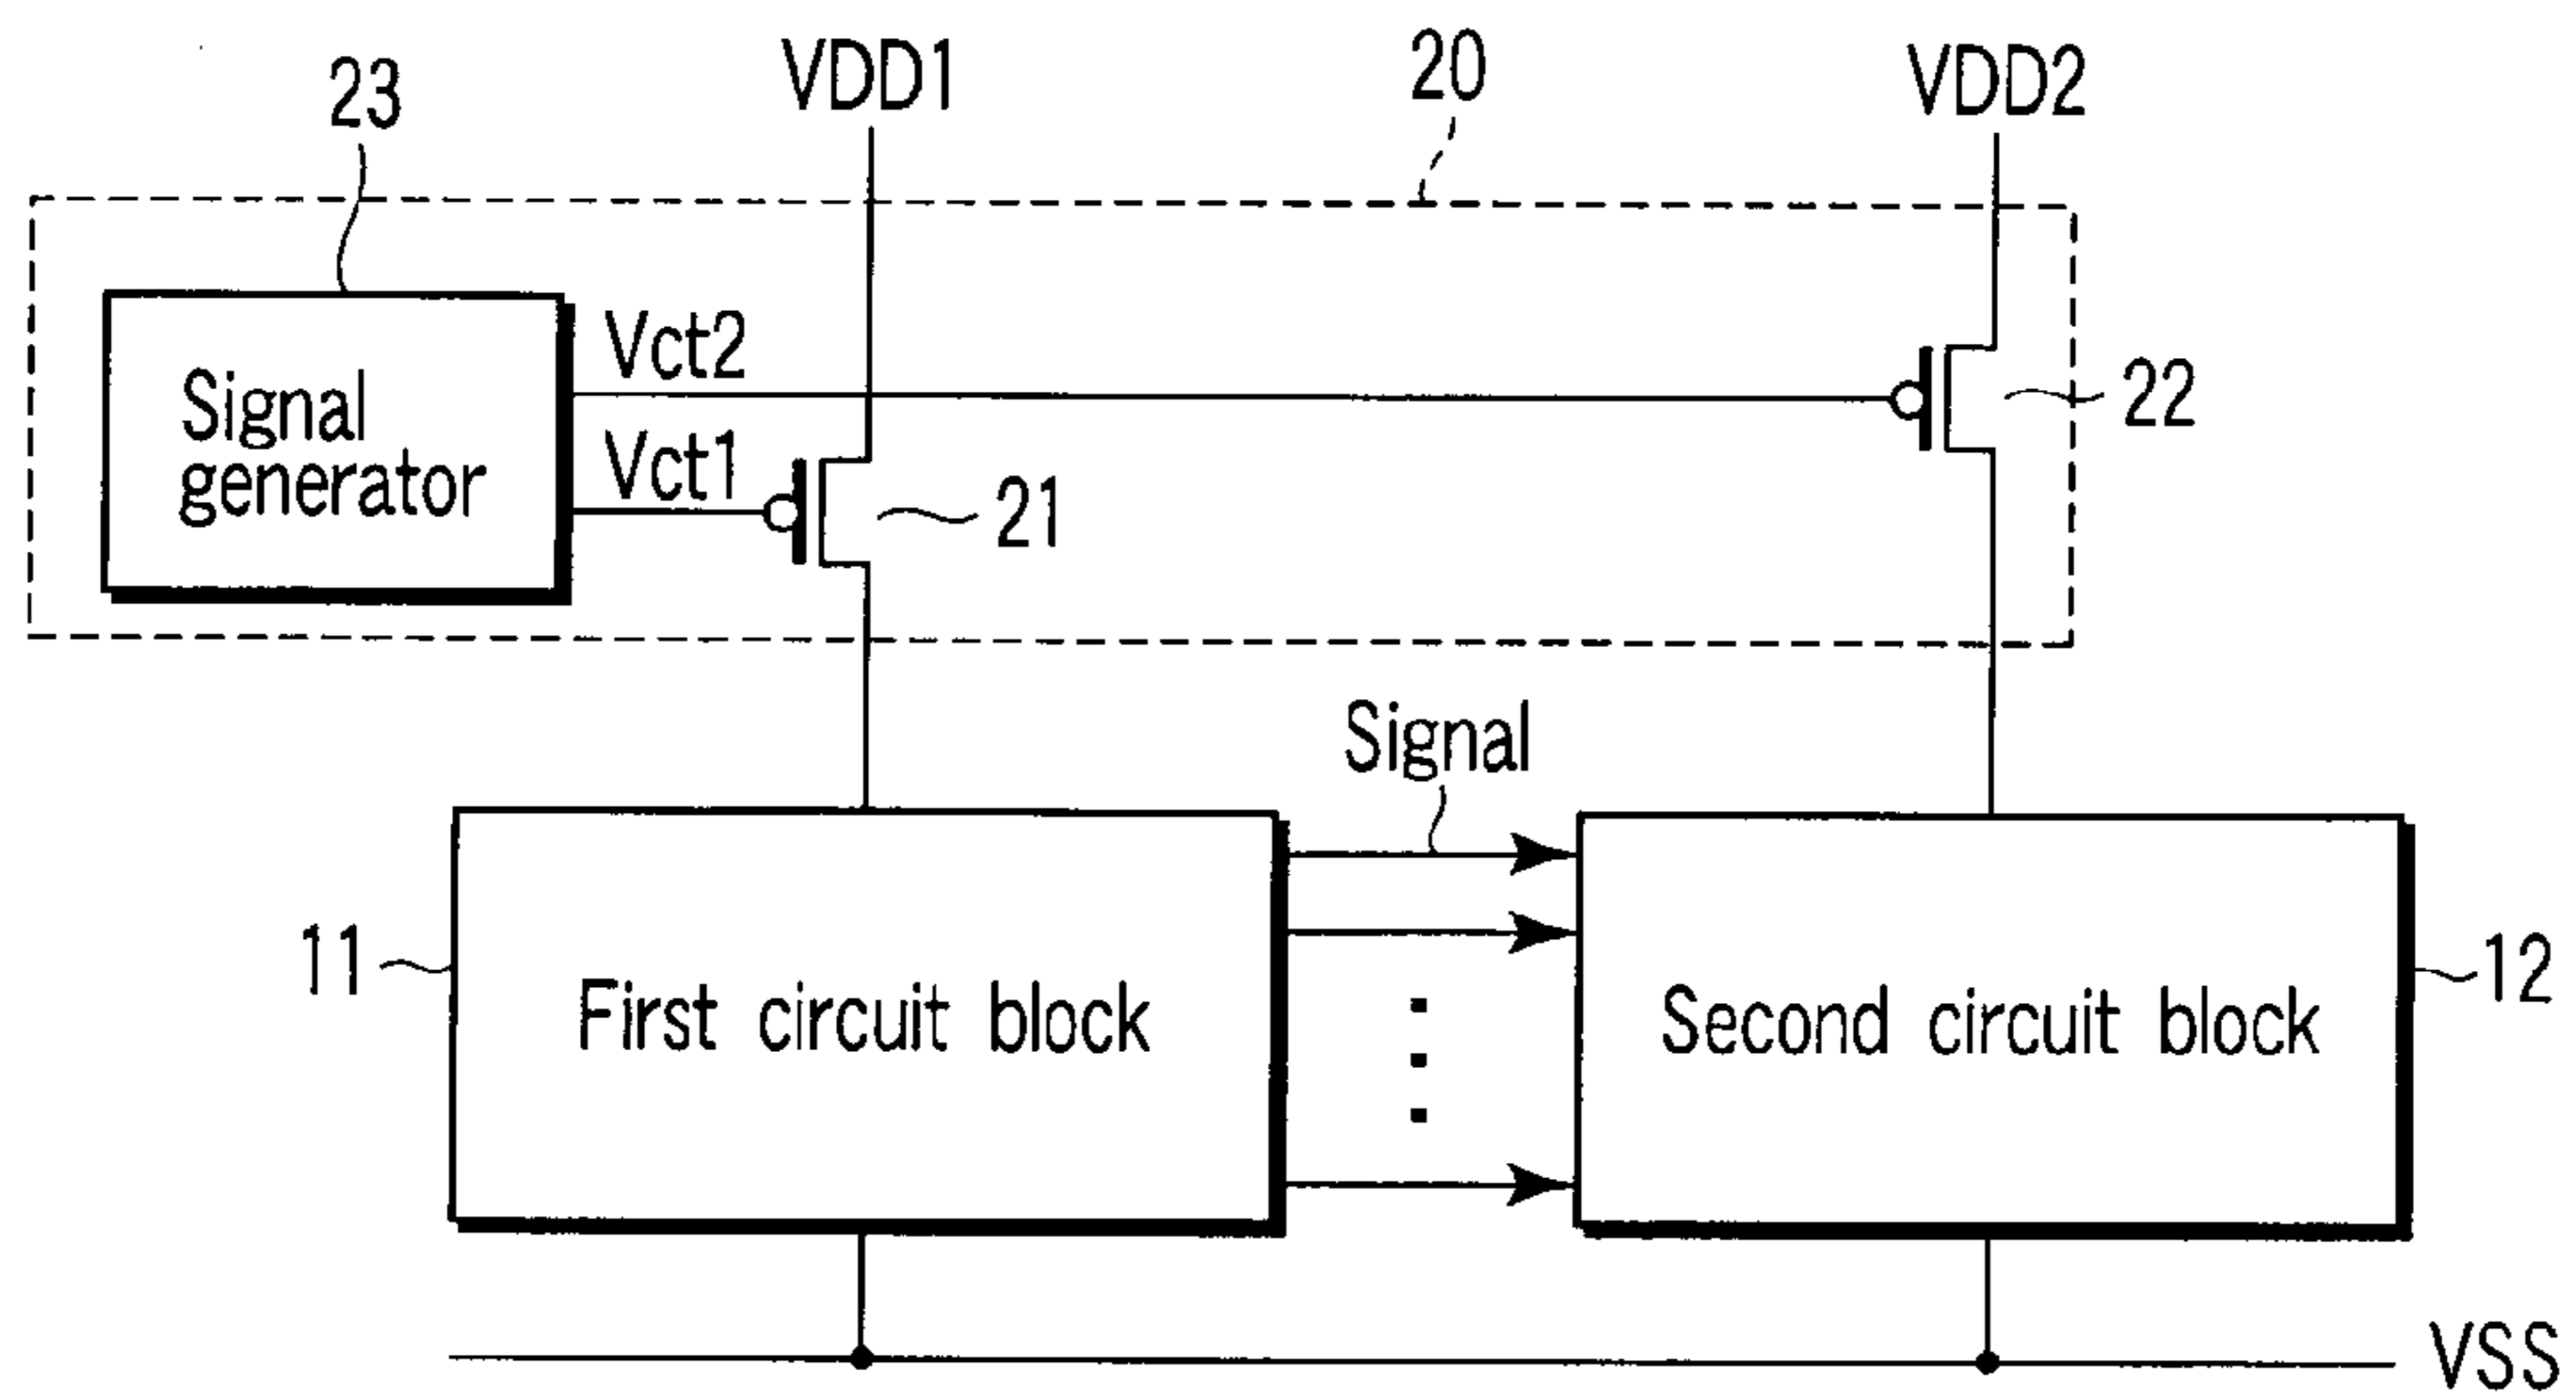 23
VDD1
20
VDD2
Vct2
Signal
generator
Vct1
21
22
Signal
11
First circuit block
Second circuit block
12
VSS